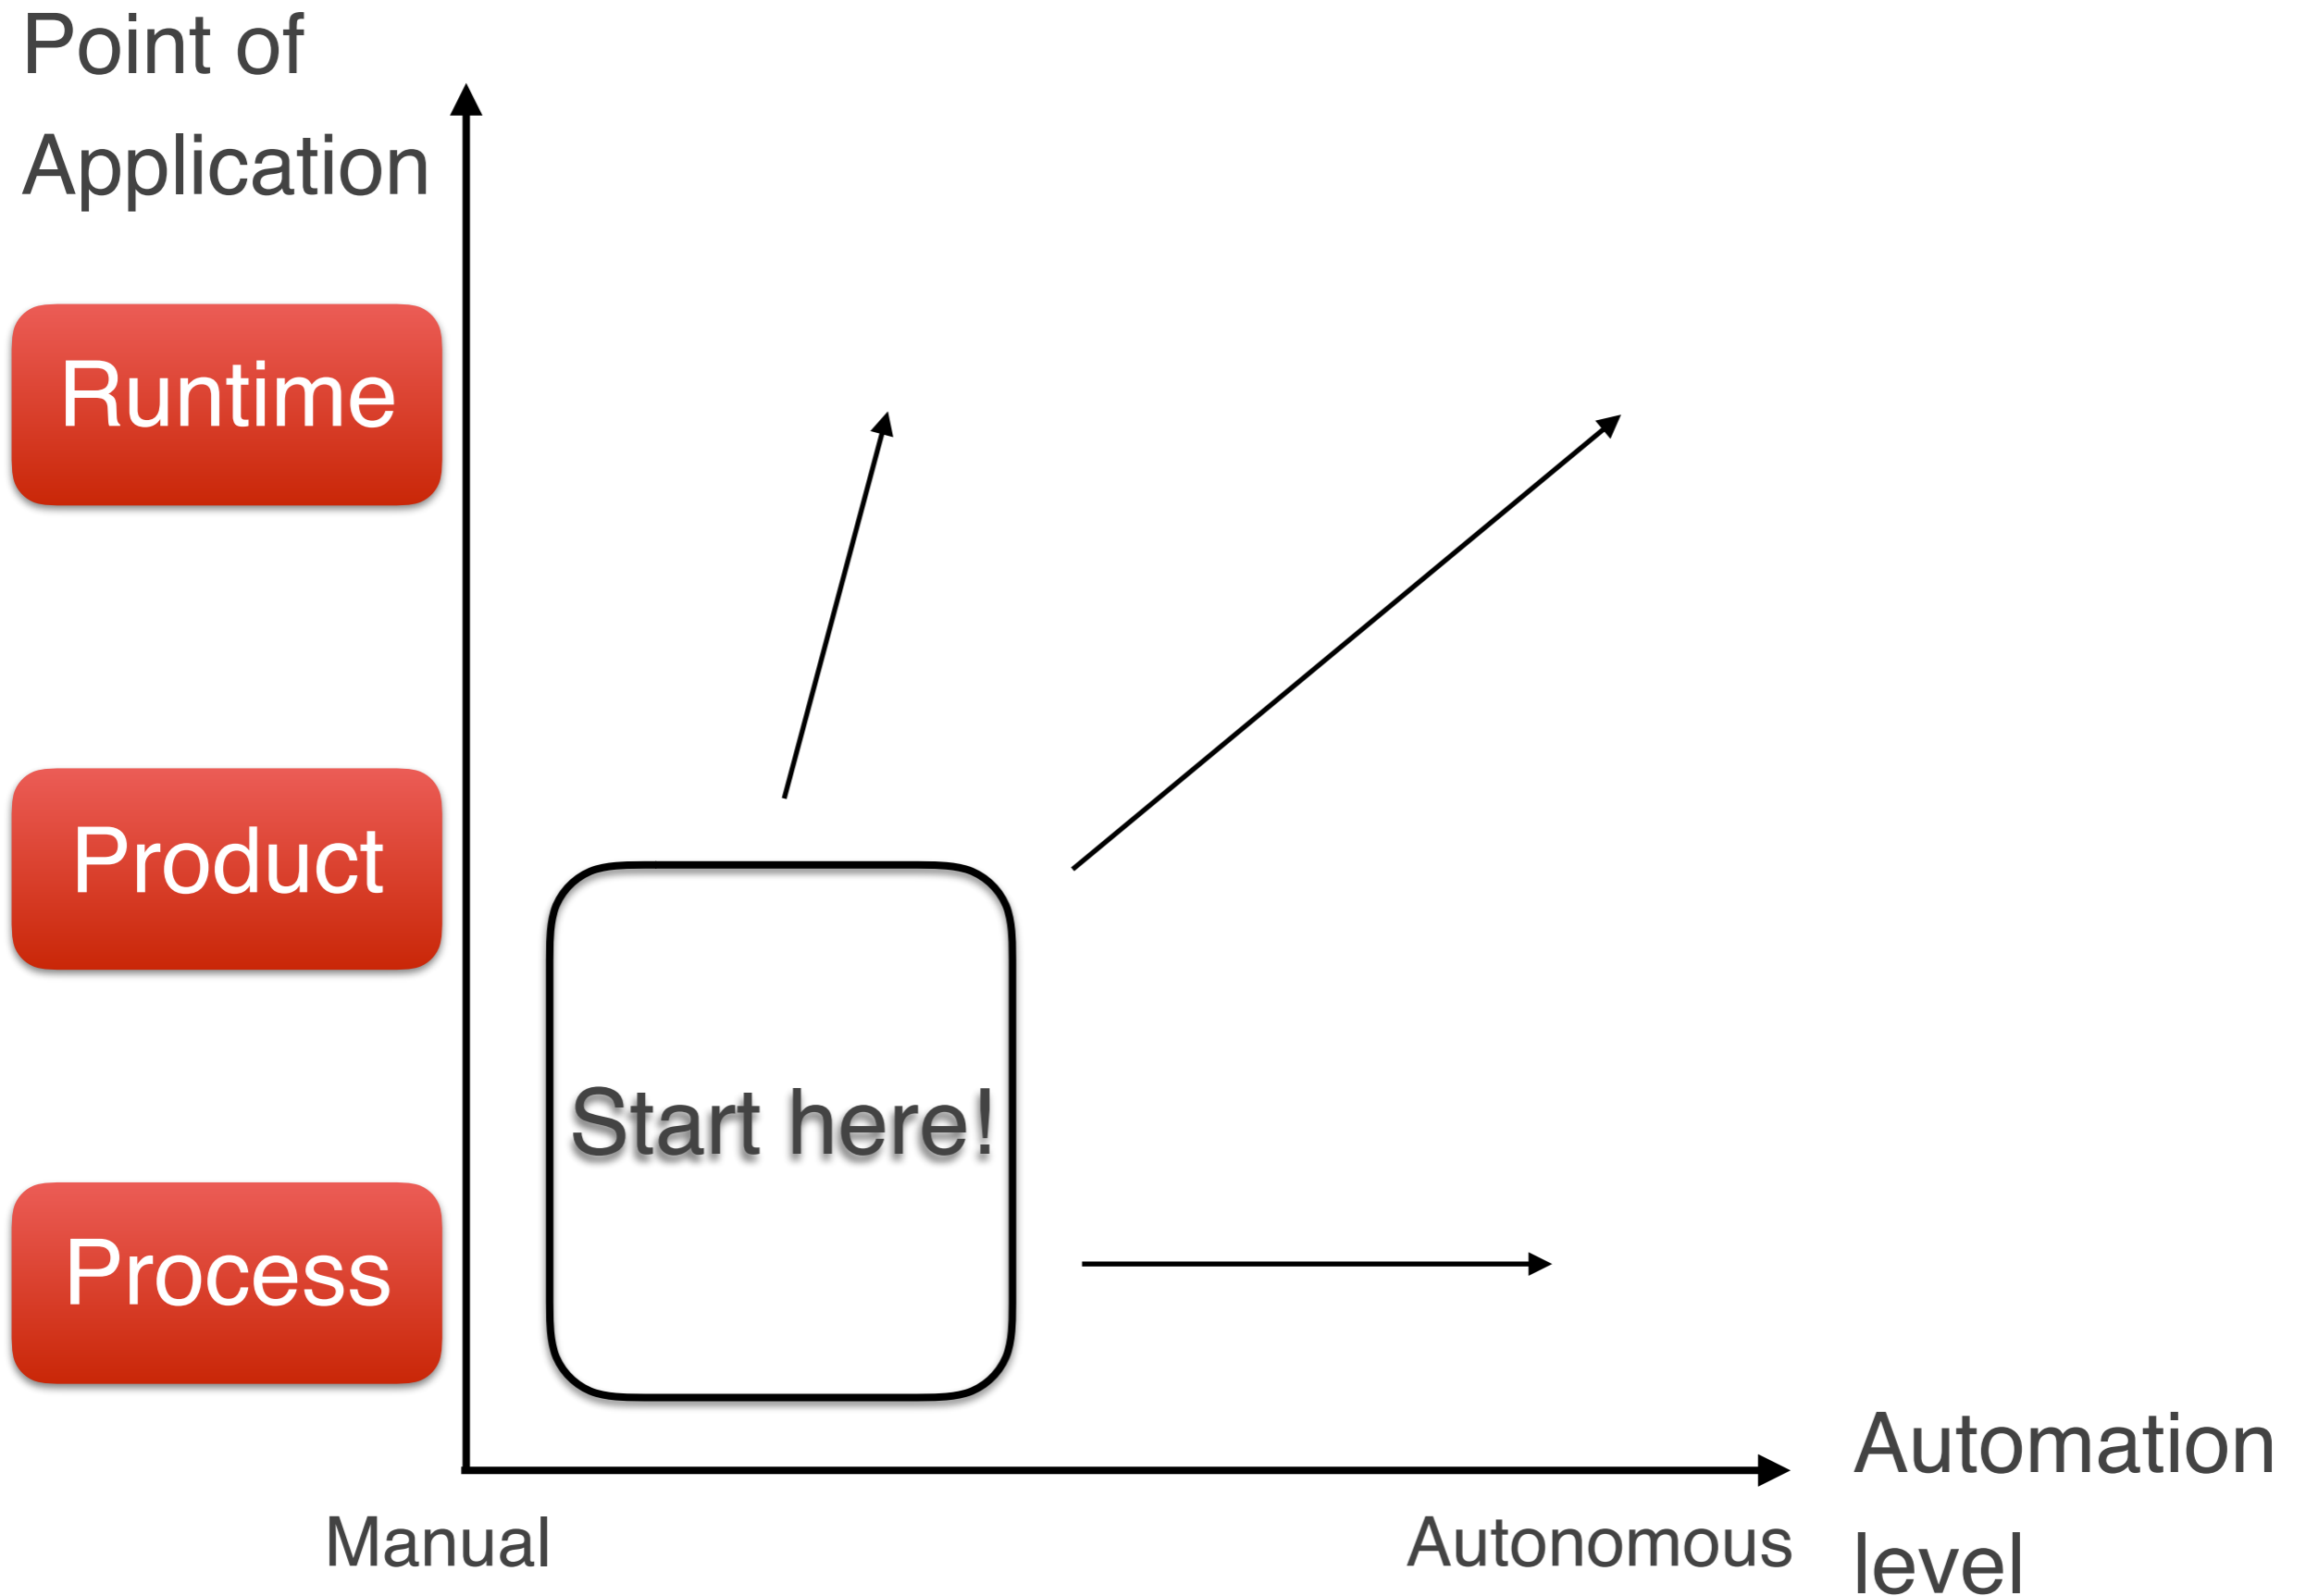 Point of
Application
Runtime
Product
Start here!
Process
Automation
level
Manual
Autonomous